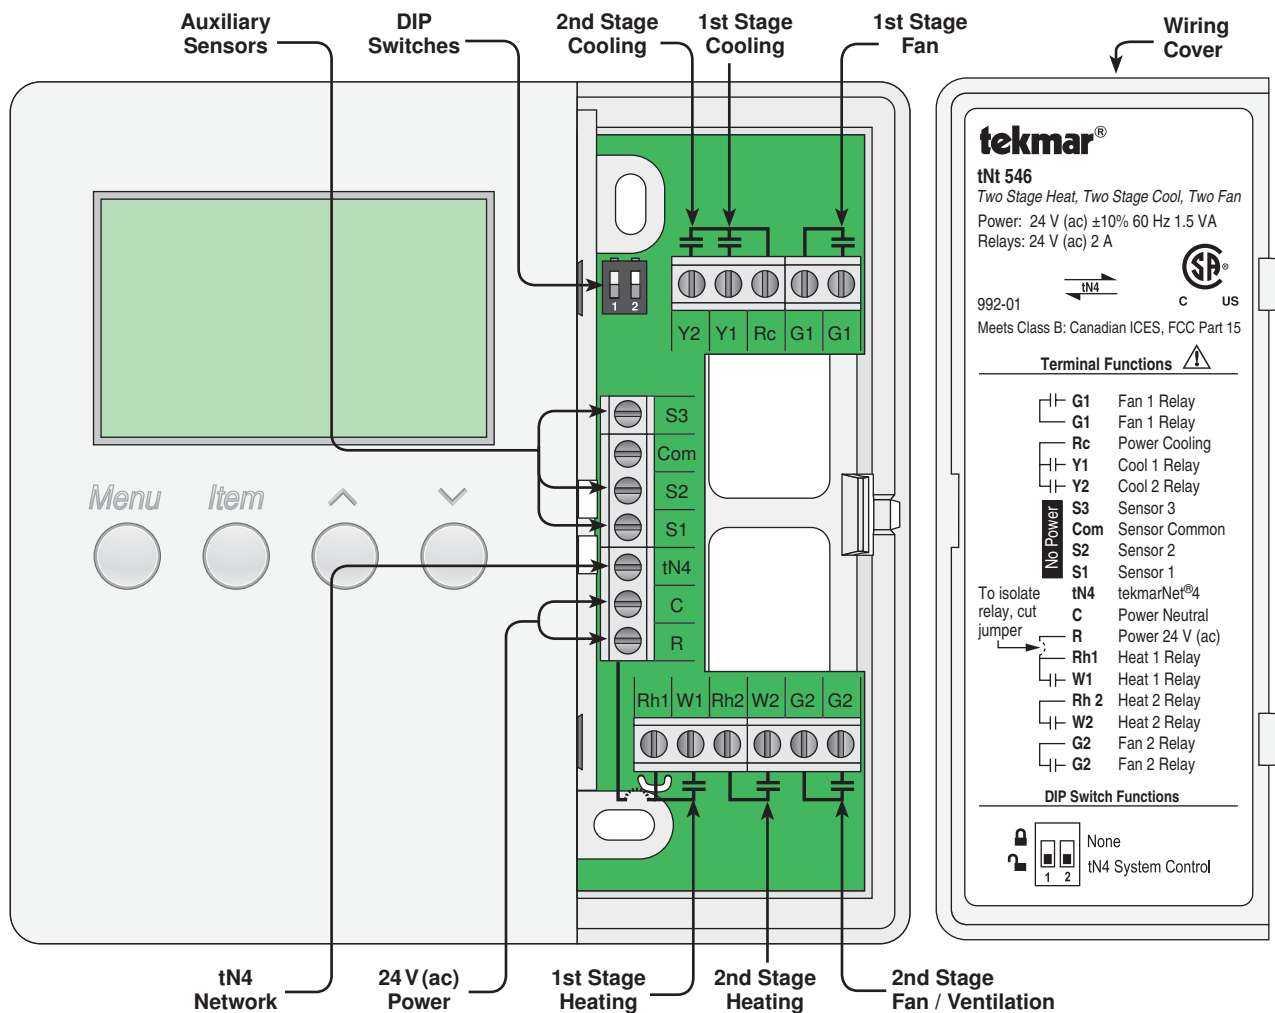 Auxiliary
Sensors
DIP
Switches
2nd Stage
Cooling
1st Stage
Cooling
1st Stage
Fan
Wiring
Cover
Menu
Item
1 2
Y2 Y1 Rc G1 G1
S3
Com
S2
S1
tN4
C
R
Rh1 W1 Rh2 W2 G2 G2
tN4
Network
24 V (ac)
Power
1st Stage
Heating
2nd Stage
Heating
2nd Stage
Fan / Ventilation
tekmar®
tNt 546
Two Stage Heat, Two Stage Cool, Two Fan
Power: 24 V (ac) ±10% 60 Hz 1.5 VA
Relays: 24 V (ac) 2 A
tN4
SA ®
C US
992-01
Meets Class B: Canadian ICES, FCC Part 15
Terminal Functions
G1 Fan 1 Relay
G1 Fan 1 Relay
Rc Power Cooling
Y1 Cool 1 Relay
Y2 Cool 2 Relay
No Power
S3 Sensor 3
Com Sensor Common
S2 Sensor 2
S1 Sensor 1
tN4 tekmarNet®4
C Power Neutral
R Power 24 V (ac)
Rh1 Heat 1 Relay
W1 Heat 1 Relay
Rh 2 Heat 2 Relay
W2 Heat 2 Relay
G2 Fan 2 Relay
G2 Fan 2 Relay
To isolate
relay, cut
jumper
DIP Switch Functions
None
tN4 System Control
1 2